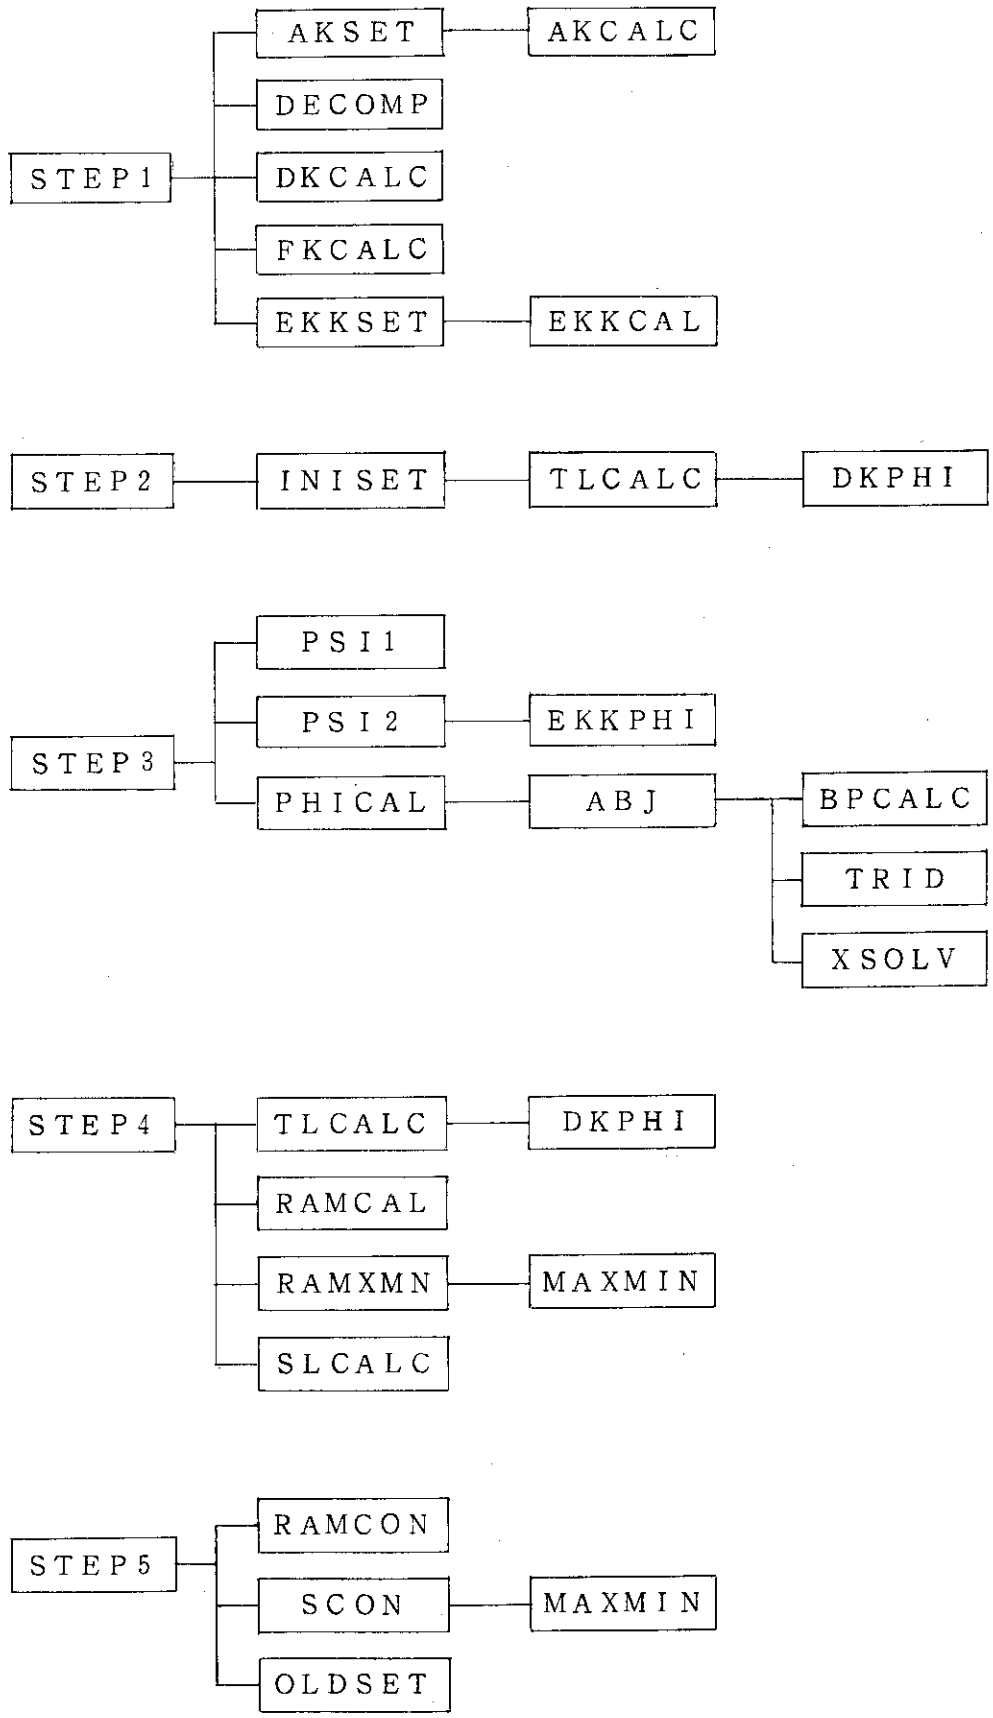 AKSET AKCALC
DECOMP
STEP1 DKCALC
FKCALC
EKKSET EKKCAL
STEP2 INISET TLCALC DKPHI
PSI1
PSI2 EKKPHI
STEP3
PHICAL ABJ BPCALC
TRID
XSOLV
STEP4 TLCALC DKPHI
RAMCAL
RAMXMN MAXMIN
SLCALC
RAMCON
STEP5
SCON MAXMIN
OLDSET